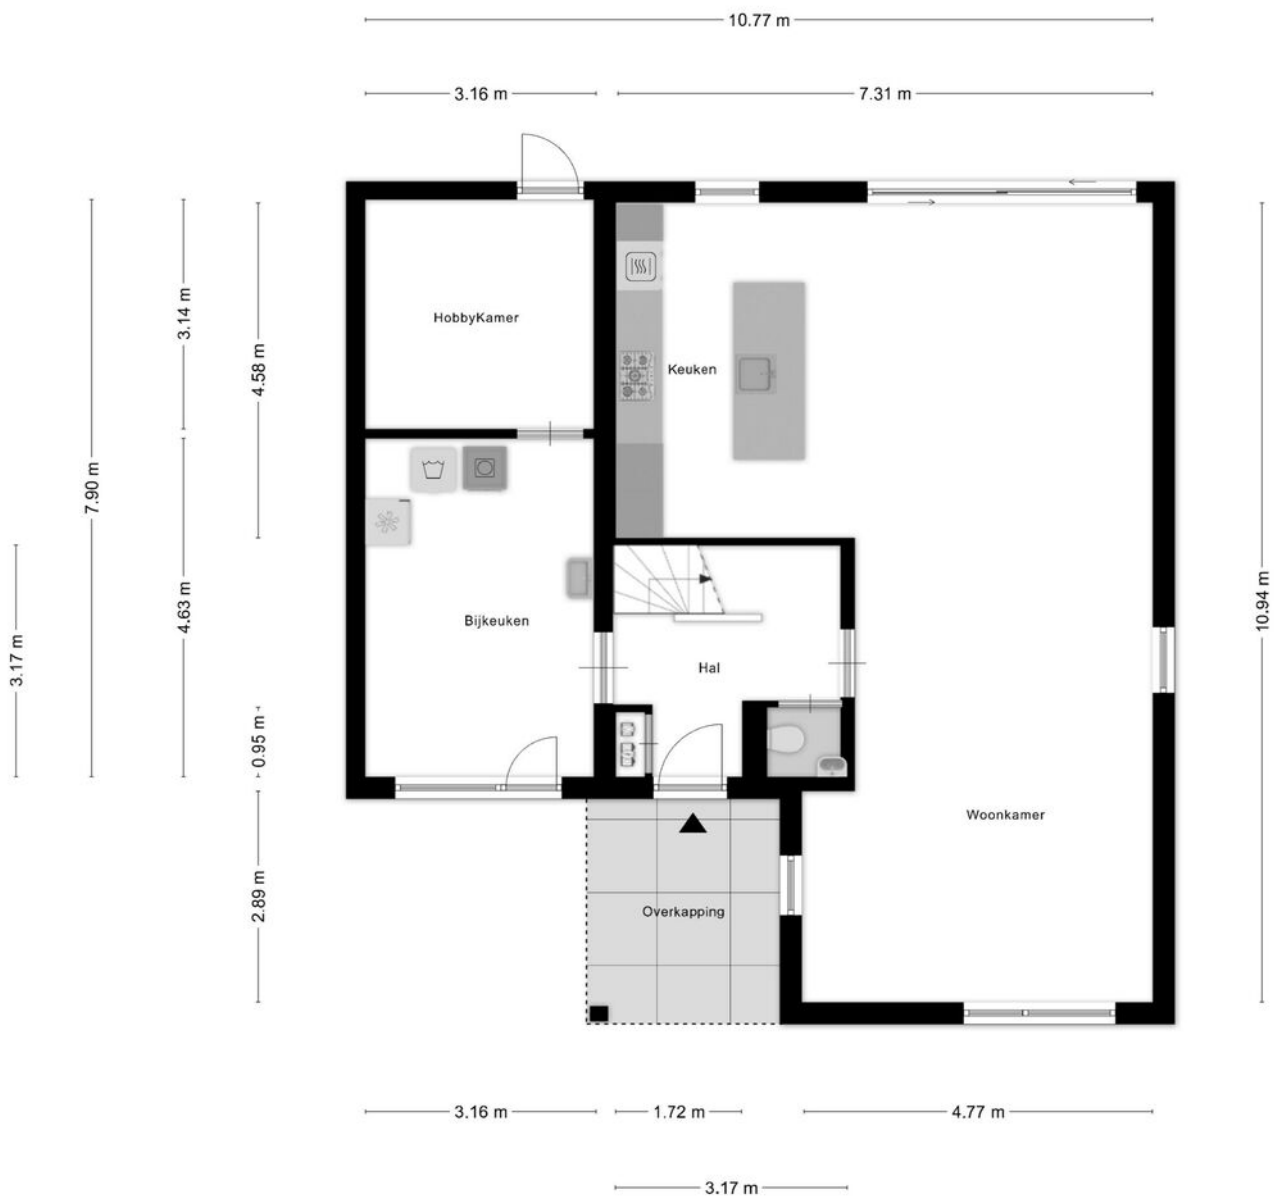 10.77 m
3.16 m
7.31 m
HobbyKamer
3.14 m
4.58 m
Keuken
7.90 m
4.63 m
10.94 m
Bijkeuken
3.17 m
Hal
0.95 m
Woonkamer
2.89 m
Overkapping
3.16 m
1.72 m
4.77 m
3.17 m